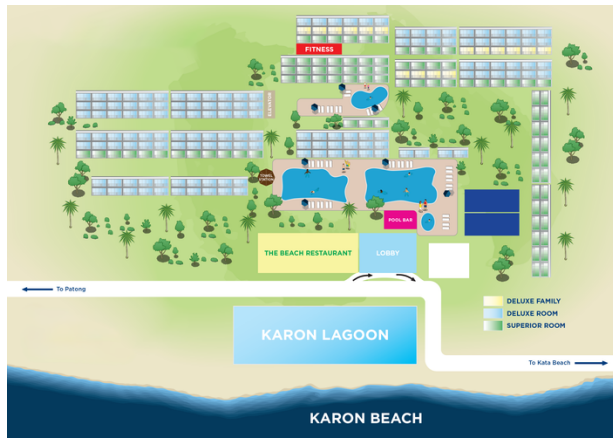 FITNESS
ELEVATOR
TOWEL
STATION
POOL BAR
THE BEACH RESTAURANT
LOBBY
To Patong
DELUXE FAMILY
DELUXE ROOM
SUPERIOR ROOM
KARON LAGOON
To Kata Beach
KARON BEACH